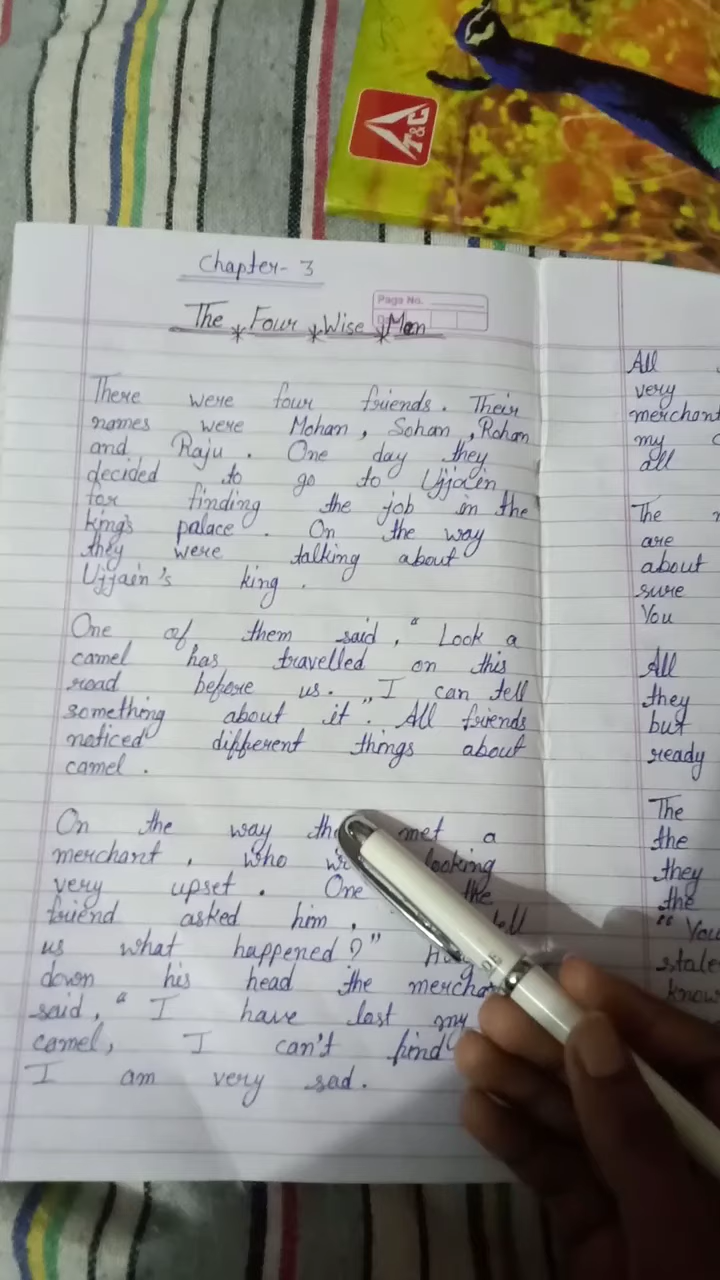 T&C
Chapter - 3
Page No.
The Four Wise Men
There were four friends. Their
names were Mohan, Sohan, Rohan
and Raju. One day they
decided to go to Ujjain
for finding the job in the
king's palace. On the way
they were talking about
Ujjain's king.
One of them said, "Look a
camel has travelled on this
road before us." "I can tell
something about it". All friends
noticed different things about
camel.
On the way met a
merchant, who looking
very upset. One the
friend asked him,
us what happened?"
down his head the
said, "I have lost my
camel, I can't find
I am very sad.
All
very
merchant
my
all
The
are
about
sure
You
All
they
but
ready
The
the
they
the
"You
stale
know